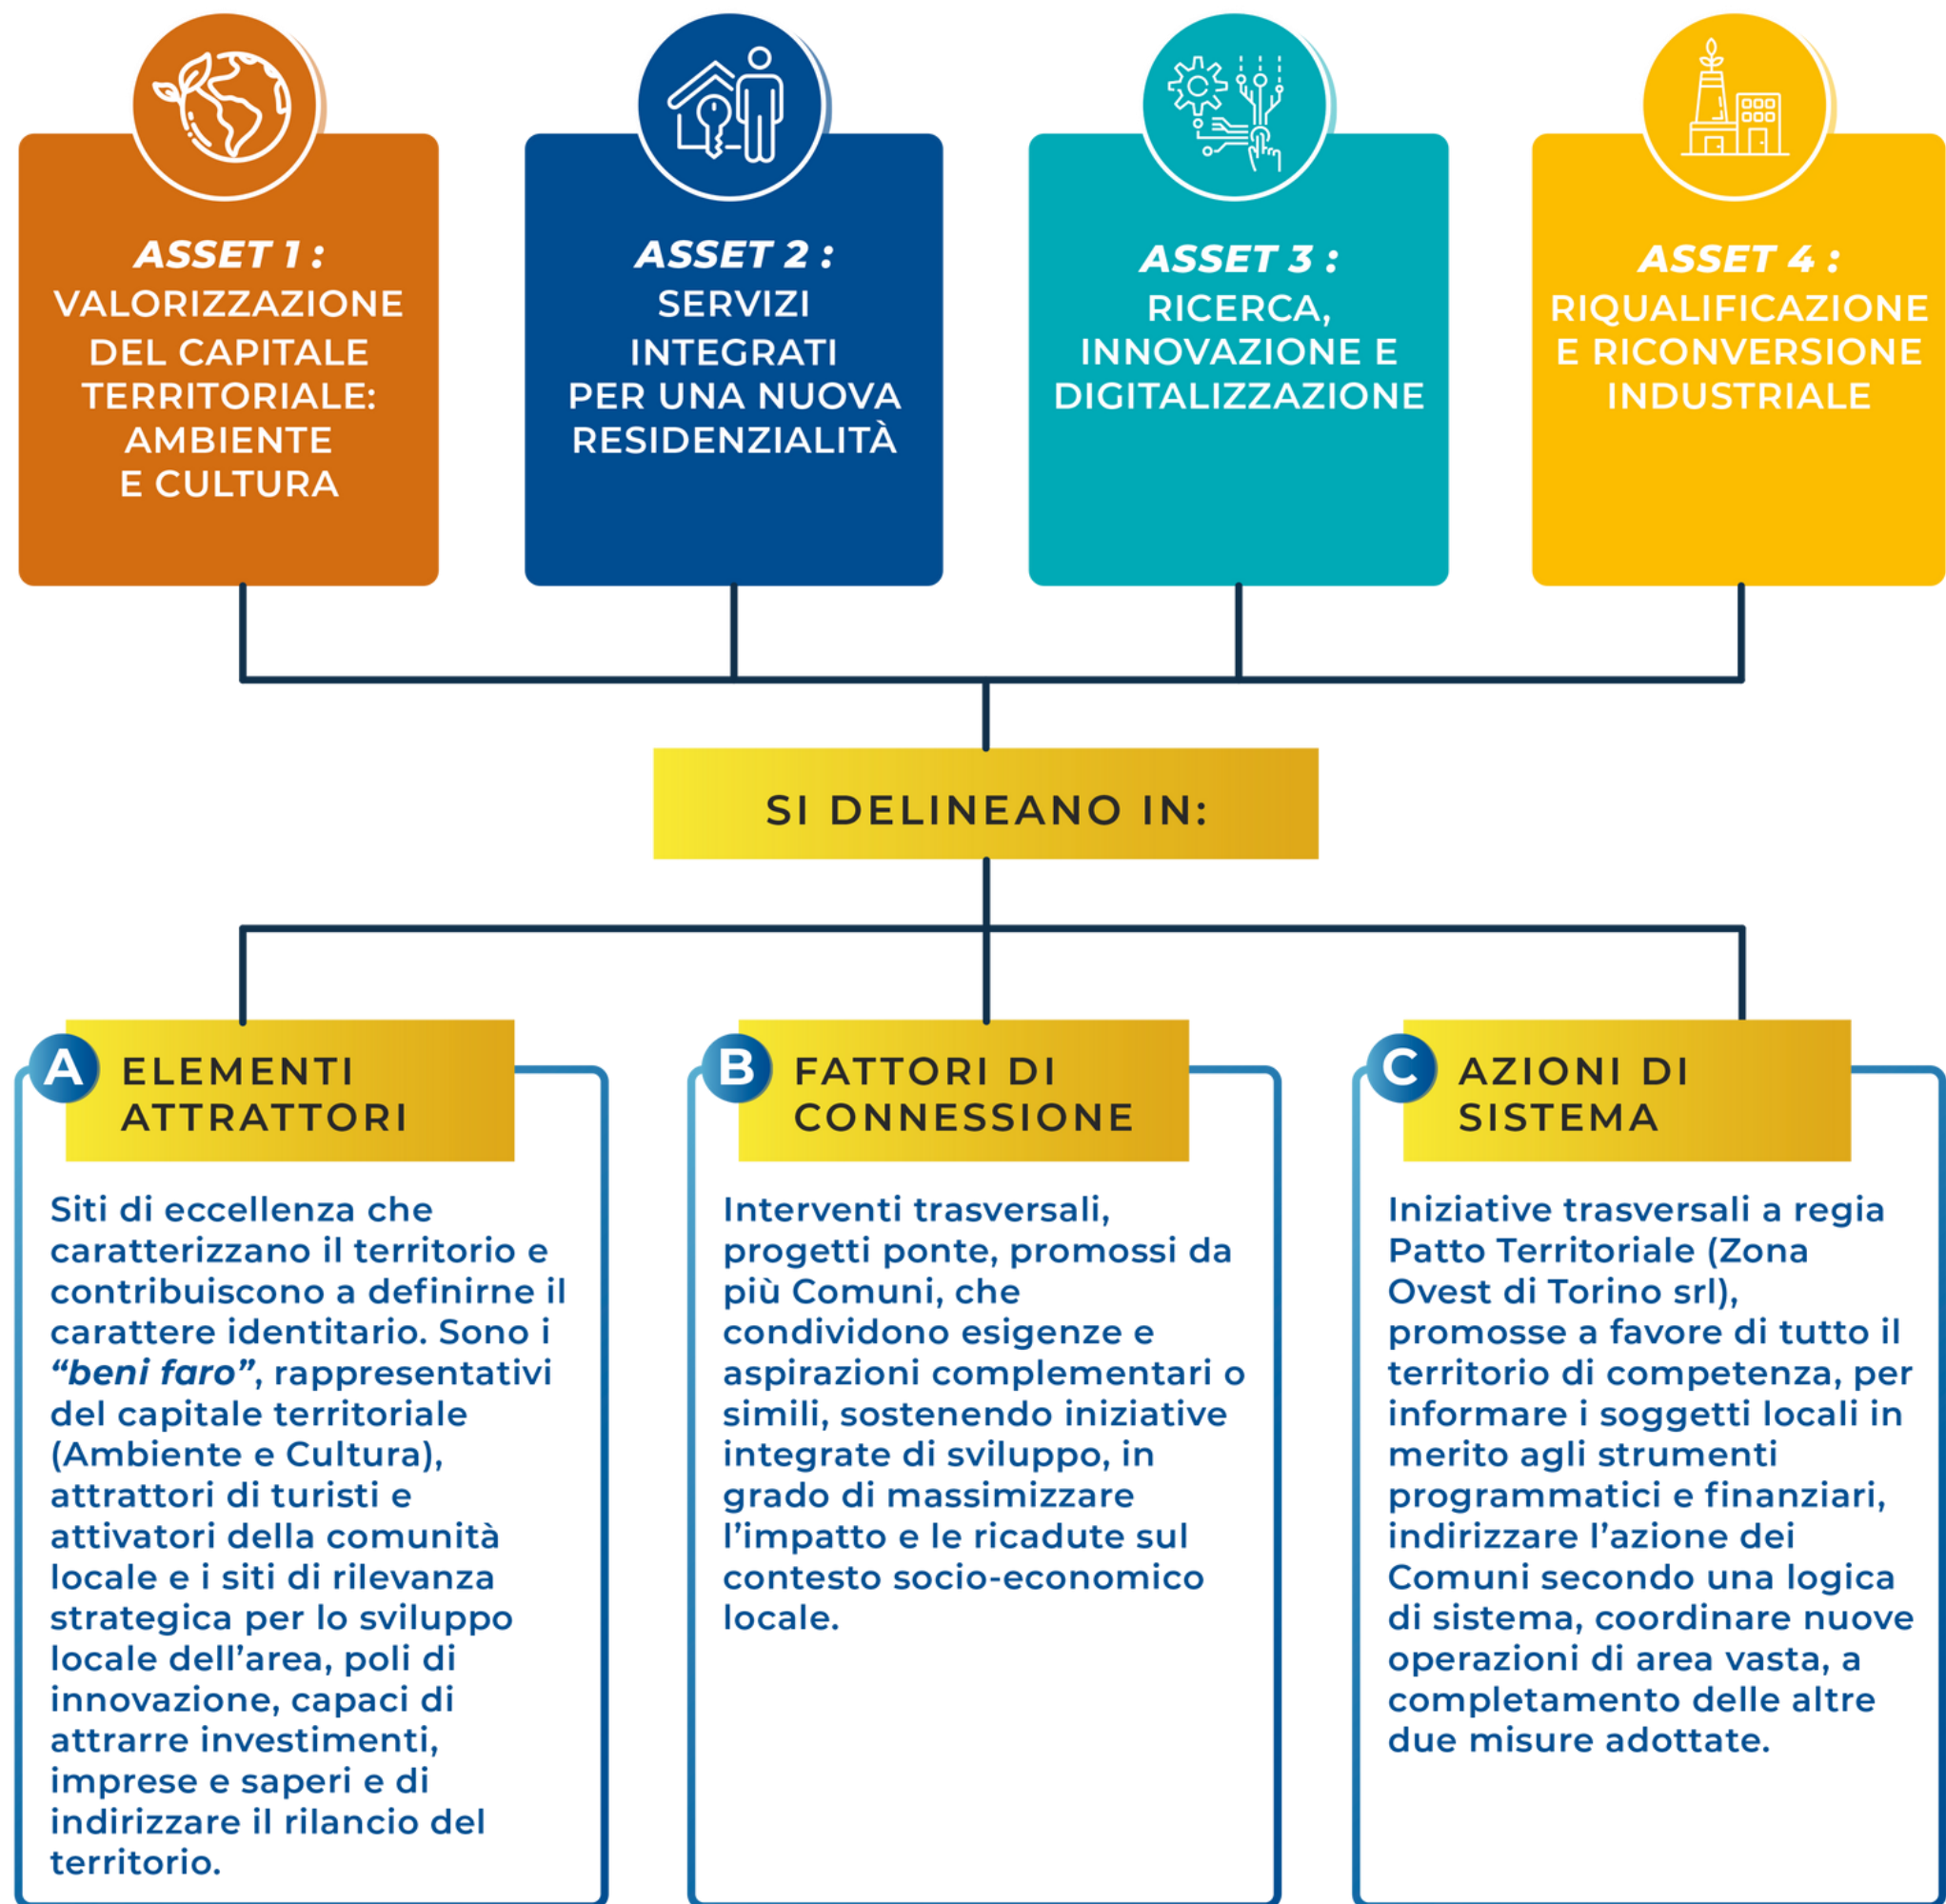 ASSET 1 :
VALORIZZAZIONE
DEL CAPITALE
TERRITORIALE:
AMBIENTE
E CULTURA
ASSET 2 :
SERVIZI
INTEGRATI
PER UNA NUOVA
RESIDENZIALITÀ
ASSET 3 :
RICERCA,
INNOVAZIONE E
DIGITALIZZAZIONE
ASSET 4 :
RIQUALIFICAZIONE
E RICONVERSIONE
INDUSTRIALE
SI DELINEANO IN:
A
ELEMENTI
ATTRATTORI
Siti di eccellenza che
caratterizzano il territorio e
contribuiscono a definirne il
carattere identitario. Sono i
“beni faro”, rappresentativi
del capitale territoriale
(Ambiente e Cultura),
attrattori di turisti e
attivatori della comunità
locale e i siti di rilevanza
strategica per lo sviluppo
locale dell’area, poli di
innovazione, capaci di
attrarre investimenti,
imprese e saperi e di
indirizzare il rilancio del
territorio.
B
FATTORI DI
CONNESSIONE
Interventi trasversali,
progetti ponte, promossi da
più Comuni, che
condividono esigenze e
aspirazioni complementari o
simili, sostenendo iniziative
integrate di sviluppo, in
grado di massimizzare
l’impatto e le ricadute sul
contesto socio-economico
locale.
C
AZIONI DI
SISTEMA
Iniziative trasversali a regia
Patto Territoriale (Zona
Ovest di Torino srl),
promosse a favore di tutto il
territorio di competenza, per
informare i soggetti locali in
merito agli strumenti
programmatici e finanziari,
indirizzare l’azione dei
Comuni secondo una logica
di sistema, coordinare nuove
operazioni di area vasta, a
completamento delle altre
due misure adottate.